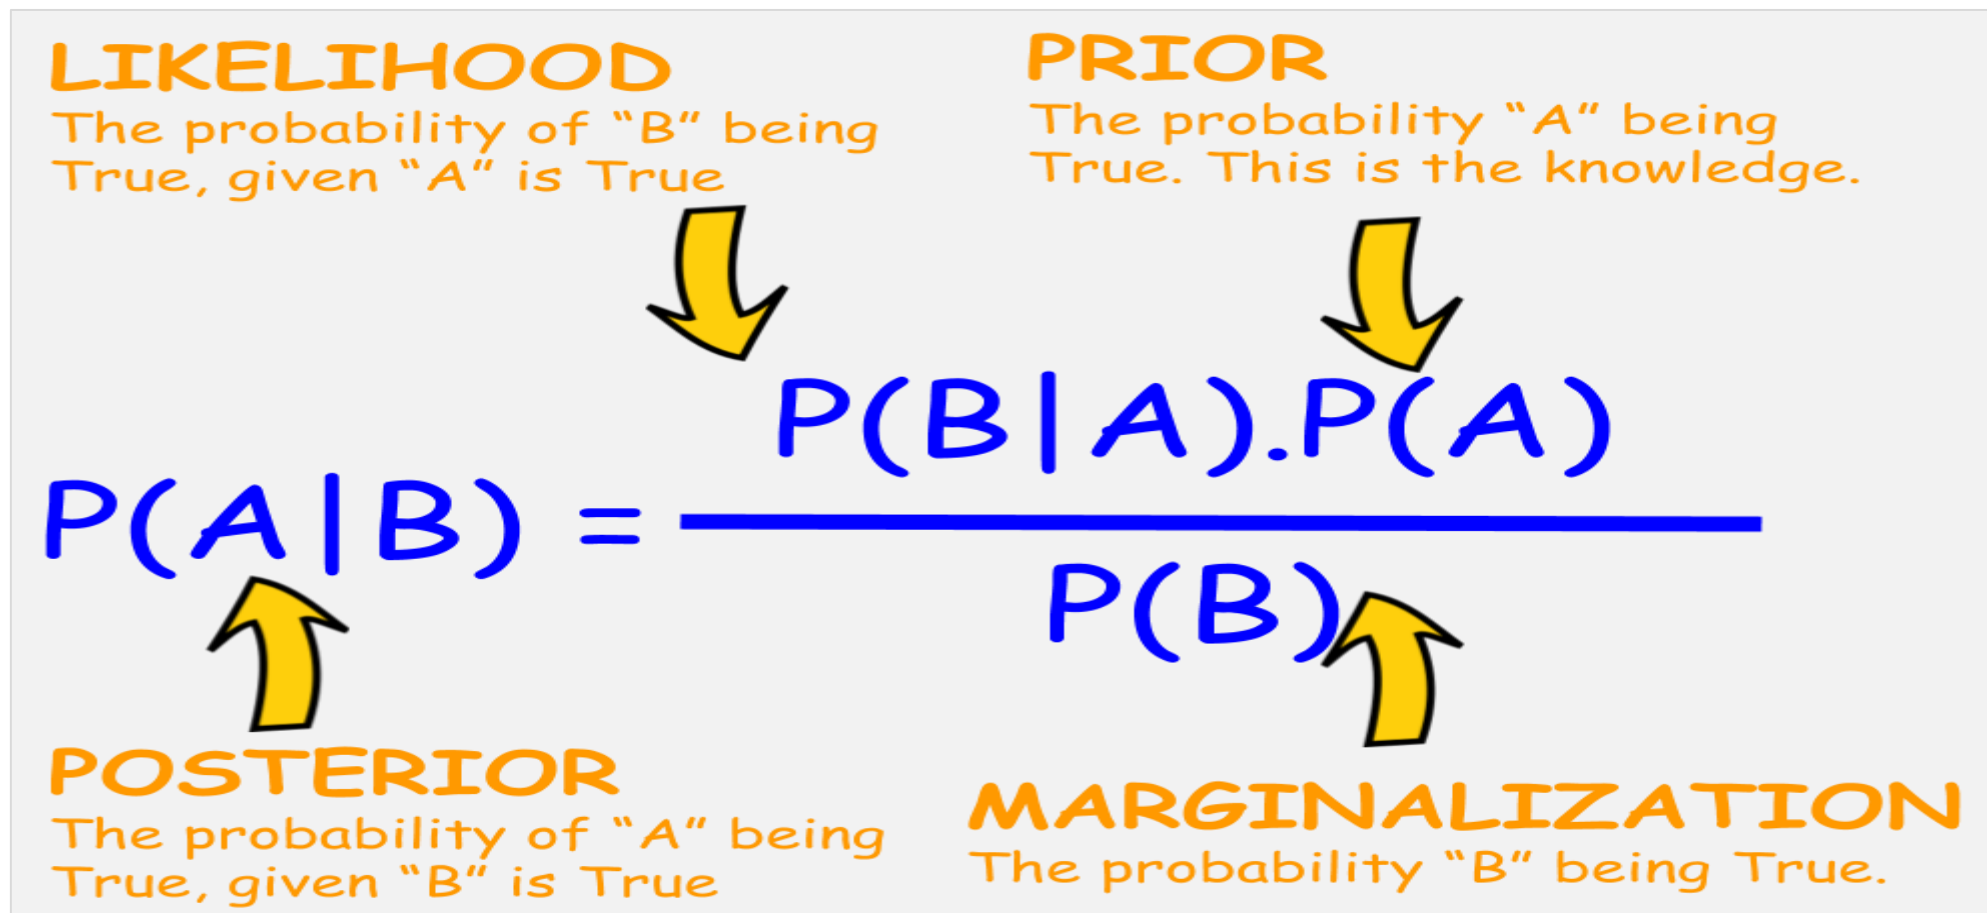 LIKELIHOOD
The probability of “B” being
True, given “A” is True
PRIOR
The probability “A” being
True. This is the knowledge.
P(B|A).P(A)
P(A|B) =
P(B)
POSTERIOR
The probability of “A” being
True, given “B” is True
MARGINALIZATION
The probability “B” being True.